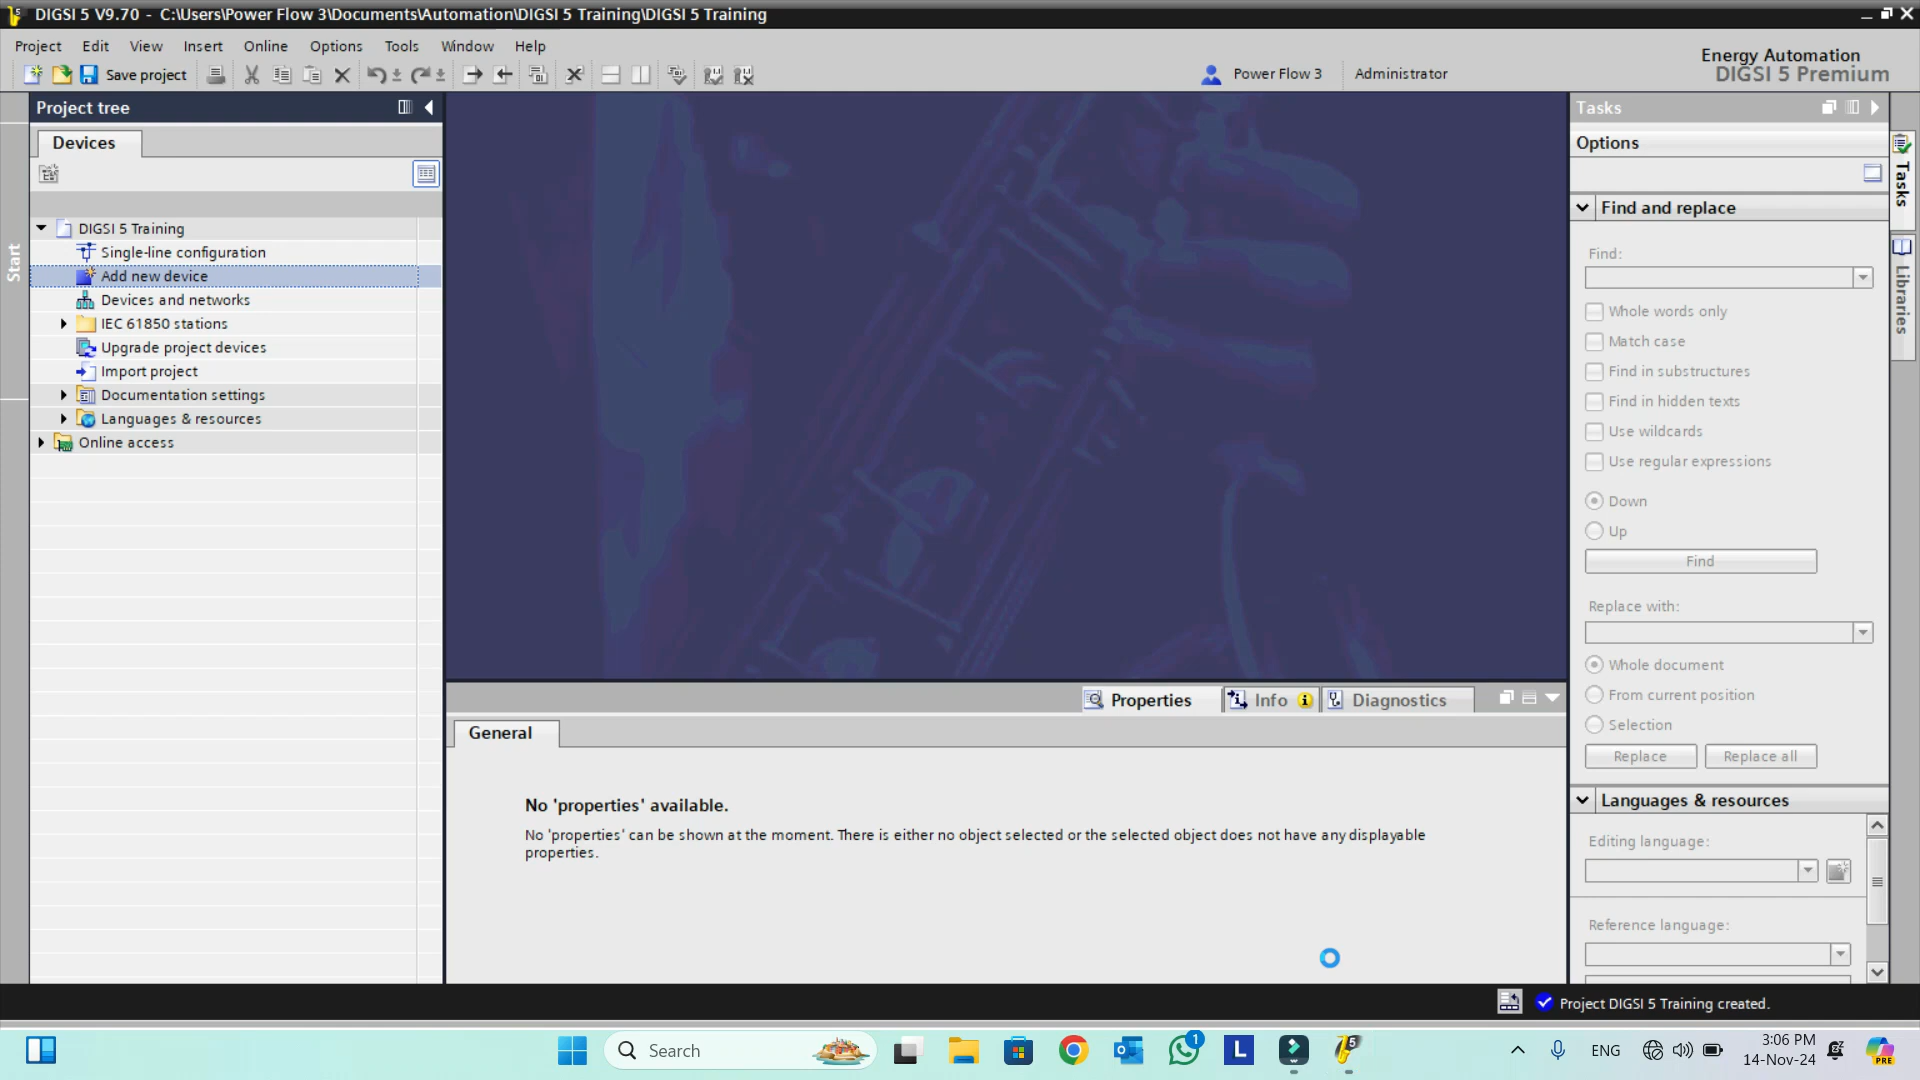 DIGSI 5 V9.70 - C:\Users\Power Flow 3\Documents\Automation\DIGSI 5 Training\DIGSI 5 Training
Project Edit View Insert Online Options Tools Window Help
Save project
Power Flow 3 Administrator
Energy Automation
DIGSI 5 Premium
Project tree
Devices
Start
DIGSI 5 Training
Single-line configuration
Add new device
Devices and networks
IEC 61850 stations
Upgrade project devices
Import project
Documentation settings
Languages & resources
Online access
Properties Info Diagnostics
General
No 'properties' available.
No 'properties' can be shown at the moment. There is either no object selected or the selected object does not have any displayable
properties.
Tasks
Options
Find and replace
Find:
Whole words only
Match case
Find in substructures
Find in hidden texts
Use wildcards
Use regular expressions
Down
Up
Find
Replace with:
Whole document
From current position
Selection
Replace Replace all
Languages & resources
Editing language:
Reference language:
Tasks
Libraries
Project DIGSI 5 Training created.
Search
1
L
5
ENG
3:06 PM
14-Nov-24
PRE